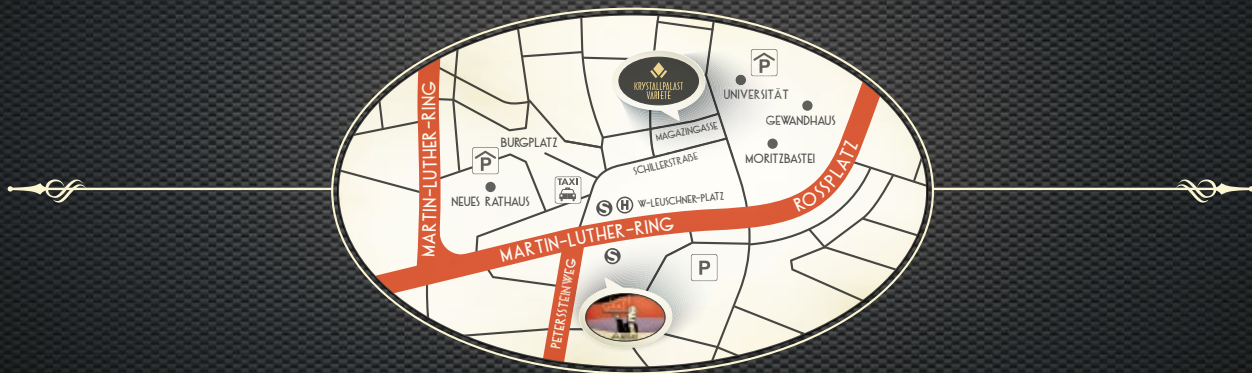 MARTIN-LUTHER-RING
BURGPLATZ
P
NEUES RATHAUS
TAXI
KRYSTALLPALAST
VARIETÉ
MAGAZINGASSE
SCHILLERSTRAßE
P
UNIVERSITÄT
GEWANDHAUS
MORITZBASTEI
ROSSPLATZ
S H W-LEUSCHNER-PLATZ
MARTIN-LUTHER-RING
S
P
PETERSSTEINWEG